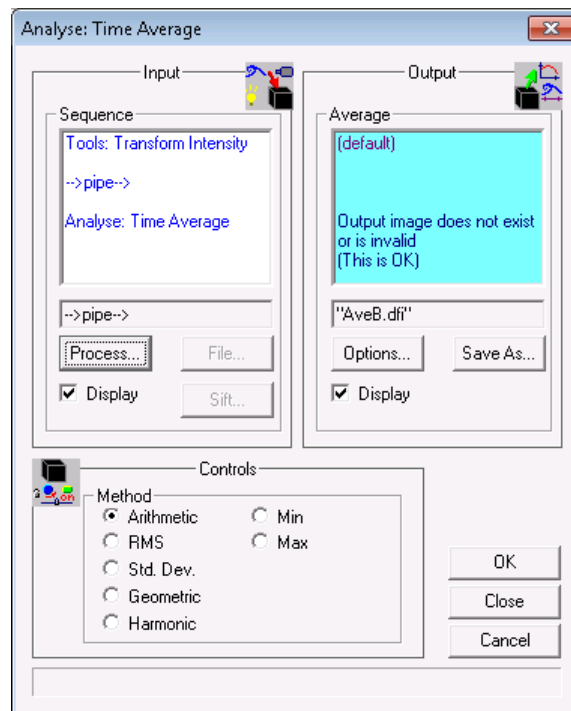 Analyse: Time Average
Input
Output
Sequence
Tools: Transform Intensity
-->pipe-->
Analyse: Time Average
-->pipe-->
Process...
File...
Display
Sift...
Average
(default)
Output image does not exist
or is invalid
(This is OK)
"AveB.dfi"
Options...
Save As...
Display
Controls
Method
Arithmetic
Min
RMS
Max
Std. Dev.
Geometric
Harmonic
OK
Close
Cancel